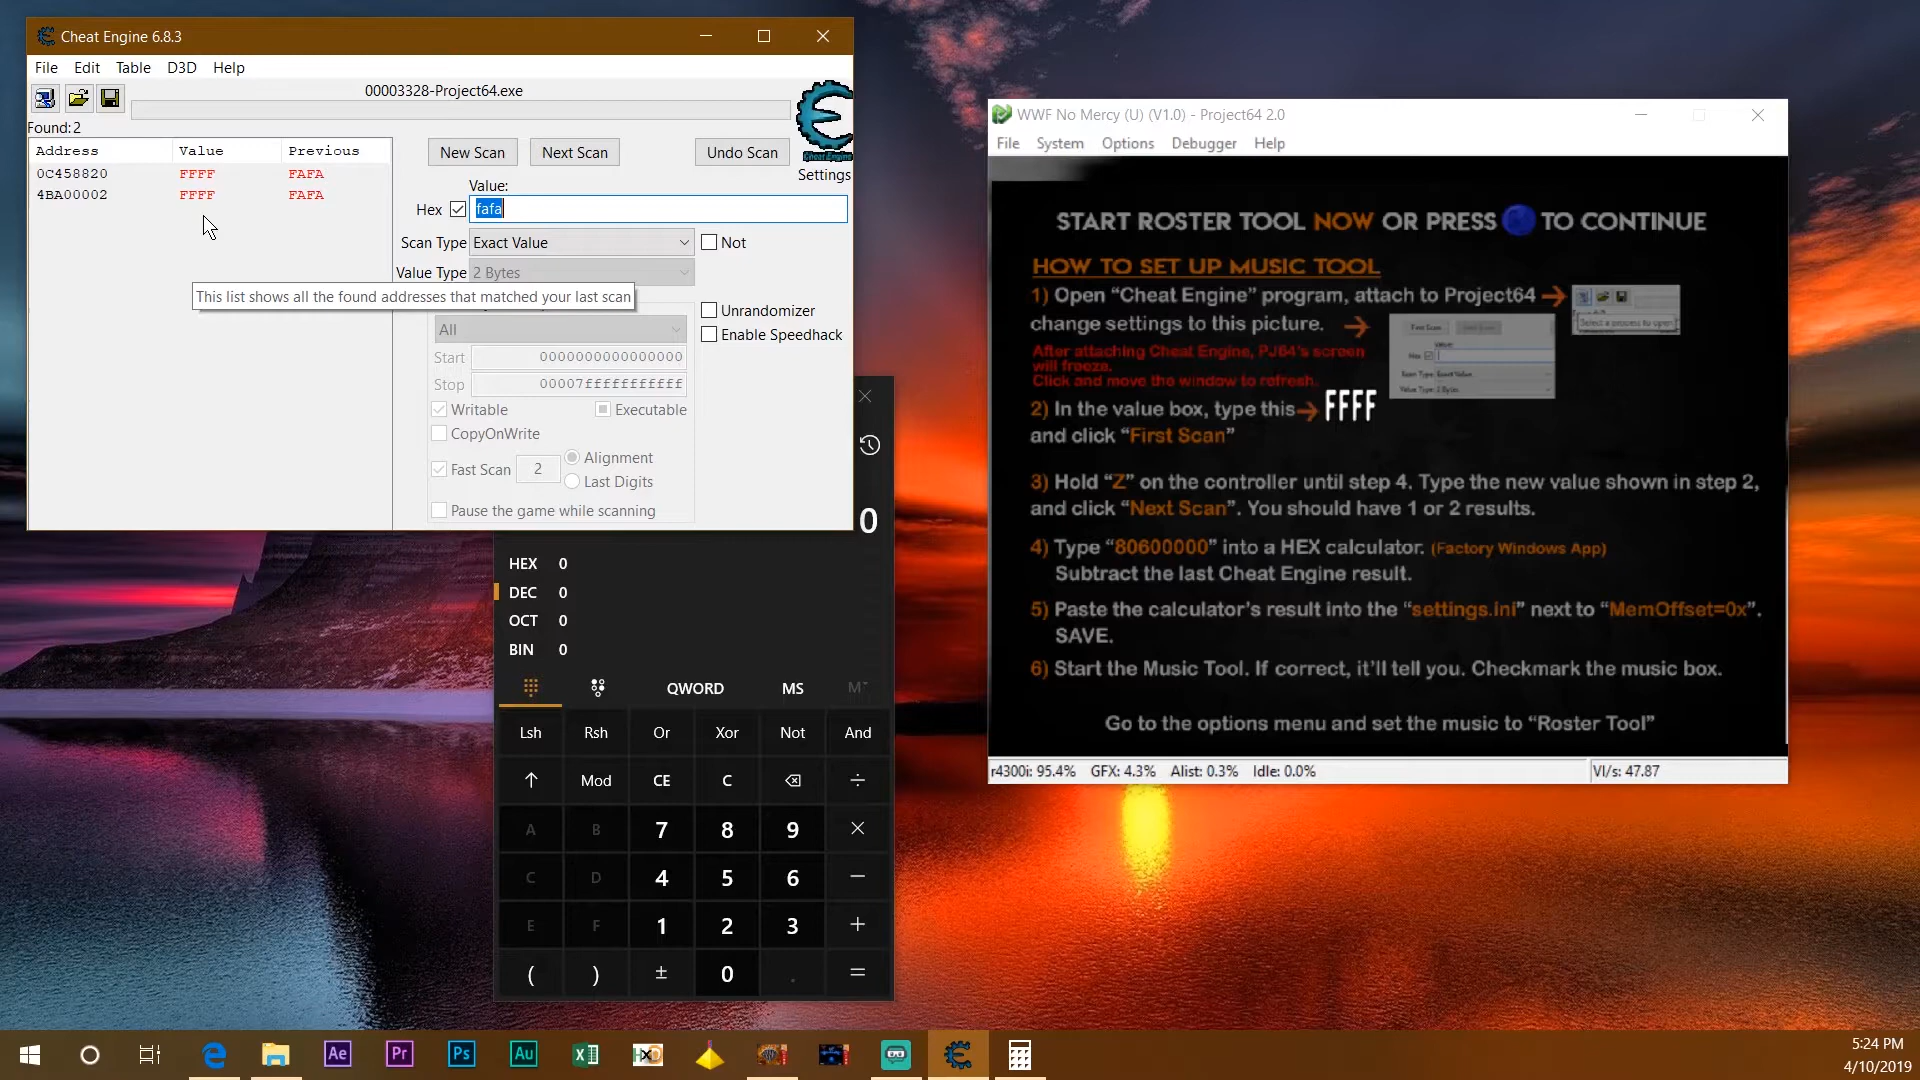 Cheat Engine 6.8.3
File Edit Table D3D Help
00003328-Project64.exe
Found:2
Address Value Previous
0C458820 FFFF FAFA
4BA00002 FFFF FAFA
New Scan Next Scan Undo Scan
Cheat Engine
Settings
Value:
Hex fafa
Scan Type Exact Value Not
Value Type 2 Bytes
This list shows all the found addresses that matched your last scan
All
Unrandomizer
Enable Speedhack
Start 0000000000000000
Stop 00007fffffffffff
Writable Executable
CopyOnWrite
Fast Scan 2 Alignment
Last Digits
Pause the game while scanning
0
HEX 0
DEC 0
OCT 0
BIN 0
QWORD MS M˅
Lsh Rsh Or Xor Not And
↑ Mod CE C ⌫ ÷
A B 7 8 9 ×
C D 4 5 6 −
E F 1 2 3 +
( ) ± 0 . =
WWF No Mercy (U) (V1.0) - Project64 2.0
File System Options Debugger Help
START ROSTER TOOL NOW OR PRESS TO CONTINUE
HOW TO SET UP MUSIC TOOL
1) Open "Cheat Engine" program, attach to Project64
change settings to this picture.
Select a process to open
After attaching Cheat Engine, PJ64's screen
will freeze.
Click and move the window to refresh.
2) In the value box, type this FFFF
and click "First Scan"
3) Hold "Z" on the controller until step 4. Type the new value shown in step 2,
and click "Next Scan". You should have 1 or 2 results.
4) Type "80600000" into a HEX calculator. (Factory Windows App)
Subtract the last Cheat Engine result.
5) Paste the calculator's result into the "settings.ini" next to "MemOffset=0x".
SAVE.
6) Start the Music Tool. If correct, it'll tell you. Checkmark the music box.
Go to the options menu and set the music to "Roster Tool"
r4300i: 95.4% GFX: 4.3% Alist: 0.3% Idle: 0.0% VI/s: 47.87
Ae Pr Ps Au
5:24 PM
4/10/2019